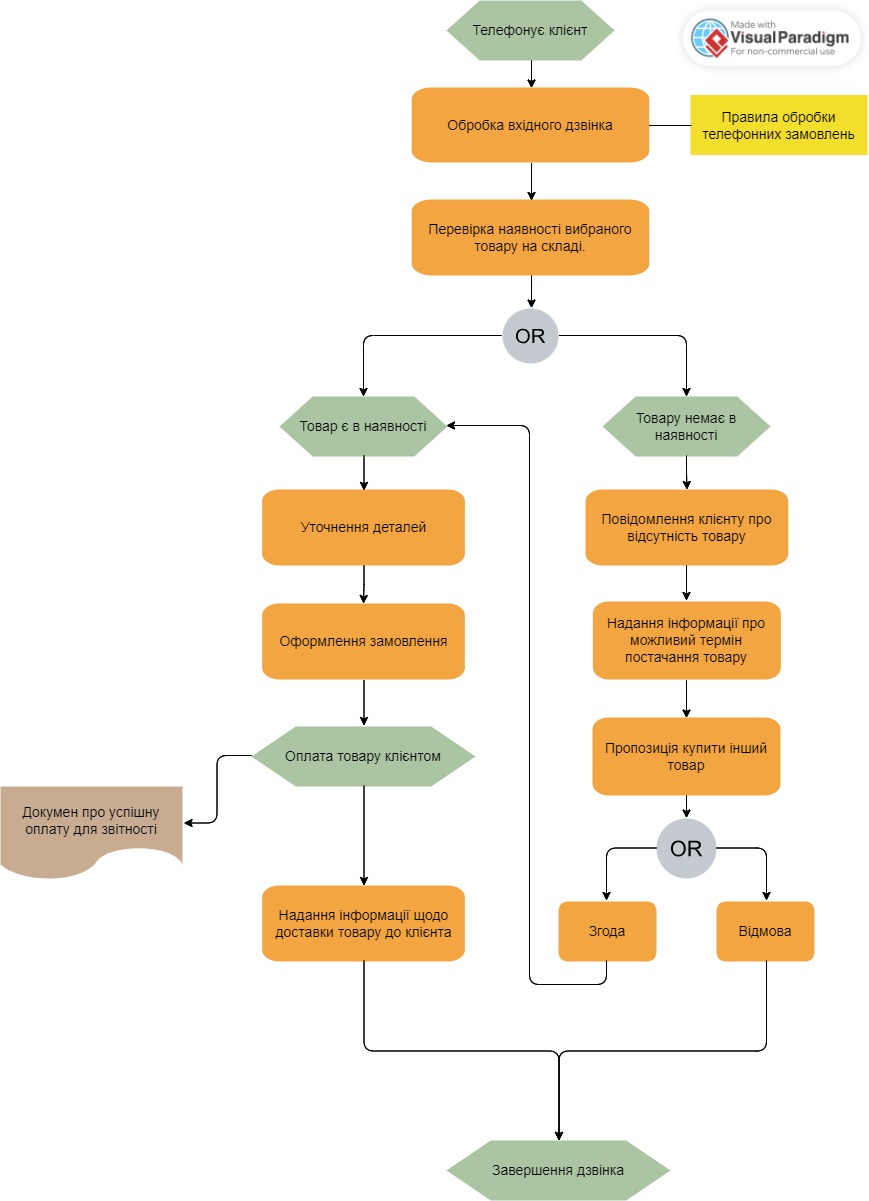 Телефонує клієнт
Made with
Visual Paradigm
For non-commercial use
Обробка вхідного дзвінка
Правила обробки
телефонних замовлень
Перевірка наявності вибраного
товару на складі.
OR
Товар є в наявності
Товару немає в
наявності
Уточнення деталей
Повідомлення клієнту про
відсутність товару
Оформлення замовлення
Надання інформації про
можливий термін
постачання товару
Оплата товару клієнтом
Пропозиція купити інший
товар
Докумен про успішну
оплату для звітності
OR
Надання інформації щодо
доставки товару до клієнта
Згода
Відмова
Завершення дзвінка